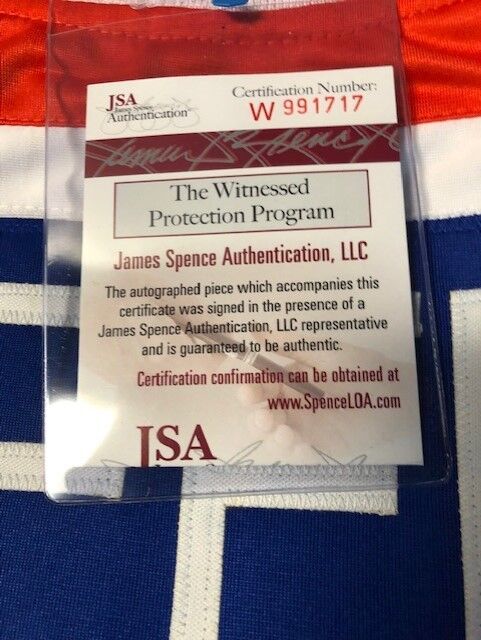 JSA
James Spence
Authentication
Certification Number:
W 991717
James Spence
The Witnessed
Protection Program
James Spence Authentication, LLC
The autographed piece which accompanies this
certificate was signed in the presence of a
James Spence Authentication, LLC representative
and is guaranteed to be authentic.
Certification confirmation can be obtained at
www.SpenceLOA.com
JSA